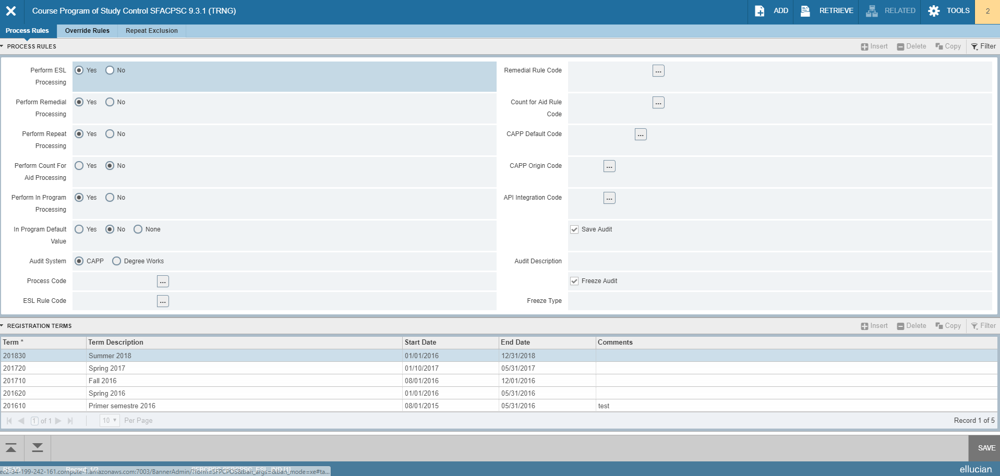 Course Program of Study Control SFACPSC 9.3.1 (TRNG)
ADD RETRIEVE RELATED TOOLS 2
Process Rules Override Rules Repeat Exclusion
PROCESS RULES
Insert Delete Copy Filter
Perform ESL Processing Yes No
Remedial Rule Code ...
Perform Remedial Processing Yes No
Count for Aid Rule Code ...
Perform Repeat Processing Yes No
CAPP Default Code ...
Perform Count For Aid Processing Yes No
CAPP Origin Code ...
Perform In Program Processing Yes No
API Integration Code ...
In Program Default Value Yes No None
Save Audit
Audit System CAPP Degree Works
Audit Description
Process Code ...
Freeze Audit
ESL Rule Code ...
Freeze Type
REGISTRATION TERMS
Insert Delete Copy Filter
Term * Term Description Start Date End Date Comments
201830 Summer 2018 01/01/2016 12/31/2018
201720 Spring 2017 01/10/2017 05/31/2017
201710 Fall 2016 08/01/2016 12/01/2016
201620 Spring 2016 01/01/2016 05/31/2016
201610 Primer semestre 2016 08/01/2015 05/31/2016 test
1 of 1 10 Per Page Record 1 of 5
SAVE
ec2-34-199-242-161.compute-1.amazonaws.com:7003/BannerAdmin/?form=SFPCPOS&ban_args=&ban_mode=xe#ta...
ellucian